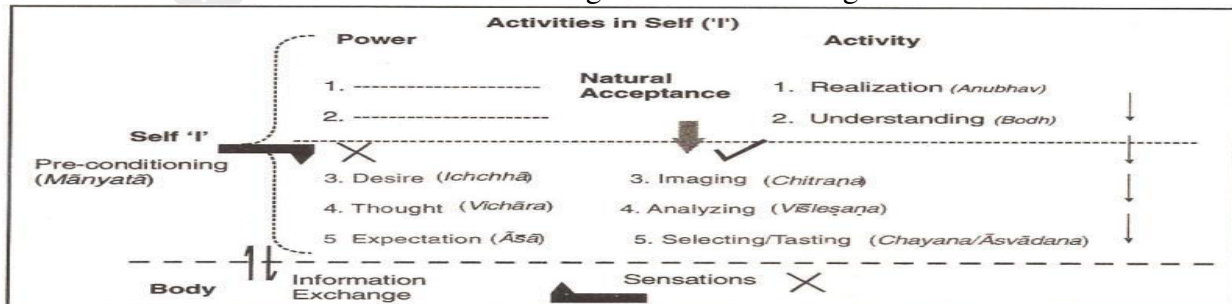 Activities in Self ('I')
Power
Activity
1. --------------------
2. --------------------
Natural
Acceptance
1. Realization (Anubhav)
2. Understanding (Bodh)
Self 'I'
Pre-conditioning
(Mānyatā)
3. Desire (Ichchhā)
3. Imaging (Chitraṇa)
4. Thought (Vichāra)
4. Analyzing (Viśleṣaṇa)
5 Expectation (Āsā)
5. Selecting/Tasting (Chayana/Āsvādana)
Body
Information
Exchange
Sensations